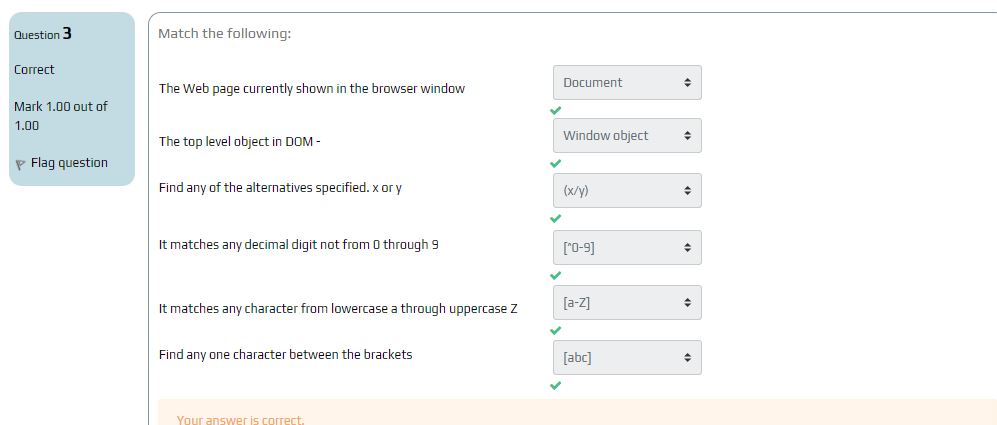 Question 3
Correct
Mark 1.00 out of
1.00
Flag question
Match the following:
The Web page currently shown in the browser window
Document
The top level object in DOM -
Window object
Find any of the alternatives specified. x or y
(x/y)
It matches any decimal digit not from 0 through 9
[^0-9]
It matches any character from lowercase a through uppercase Z
[a-Z]
Find any one character between the brackets
[abc]
Your answer is correct.